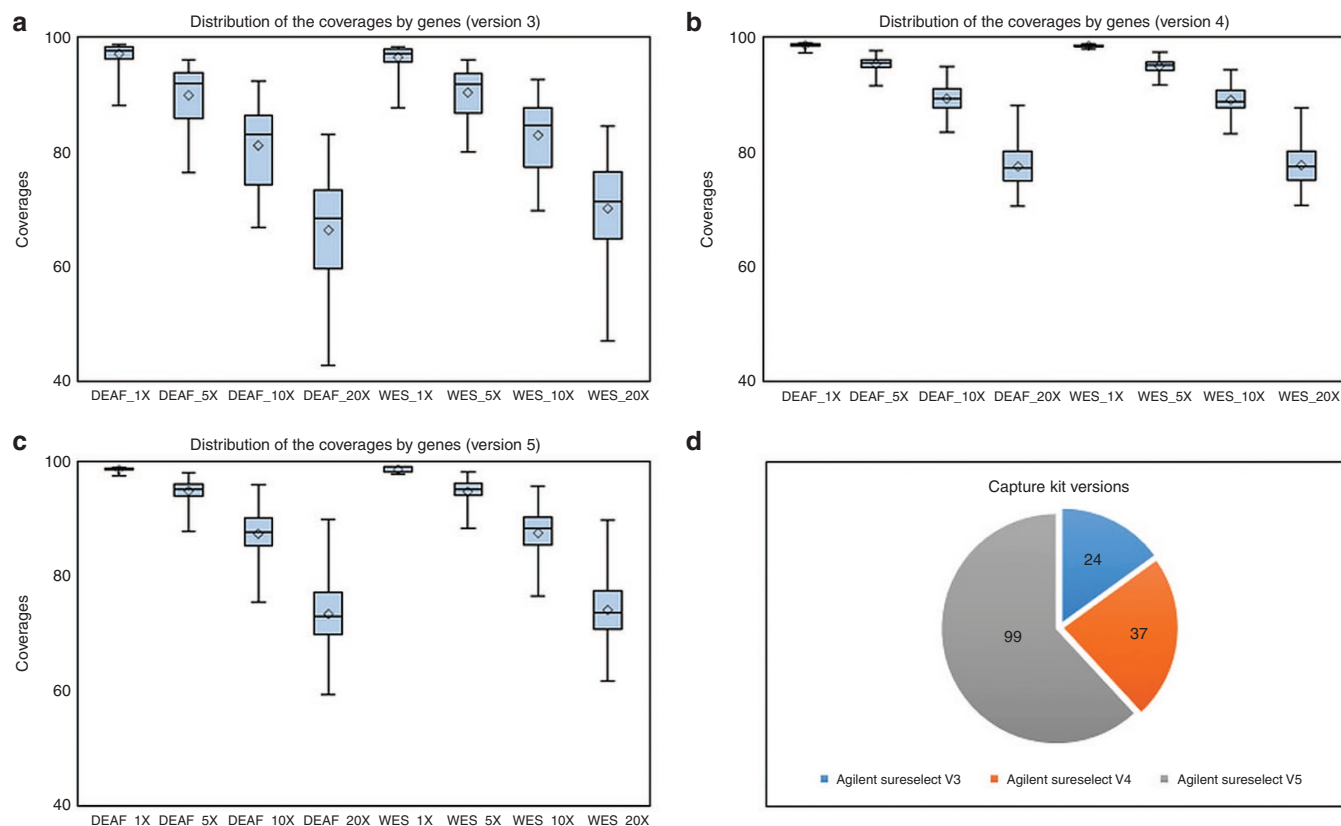 a
Distribution of the coverages by genes (version 3)
100
80
60
40
Coverages
DEAF_1X DEAF_5X DEAF_10X DEAF_20X WES_1X WES_5X WES_10X WES_20X
b
Distribution of the coverages by genes (version 4)
100
80
60
40
Coverages
DEAF_1X DEAF_5X DEAF_10X DEAF_20X WES_1X WES_5X WES_10X WES_20X
c
Distribution of the coverages by genes (version 5)
100
80
60
40
Coverages
DEAF_1X DEAF_5X DEAF_10X DEAF_20X WES_1X WES_5X WES_10X WES_20X
d
Capture kit versions
24
37
99
Agilent sureselect V3 Agilent sureselect V4 Agilent sureselect V5